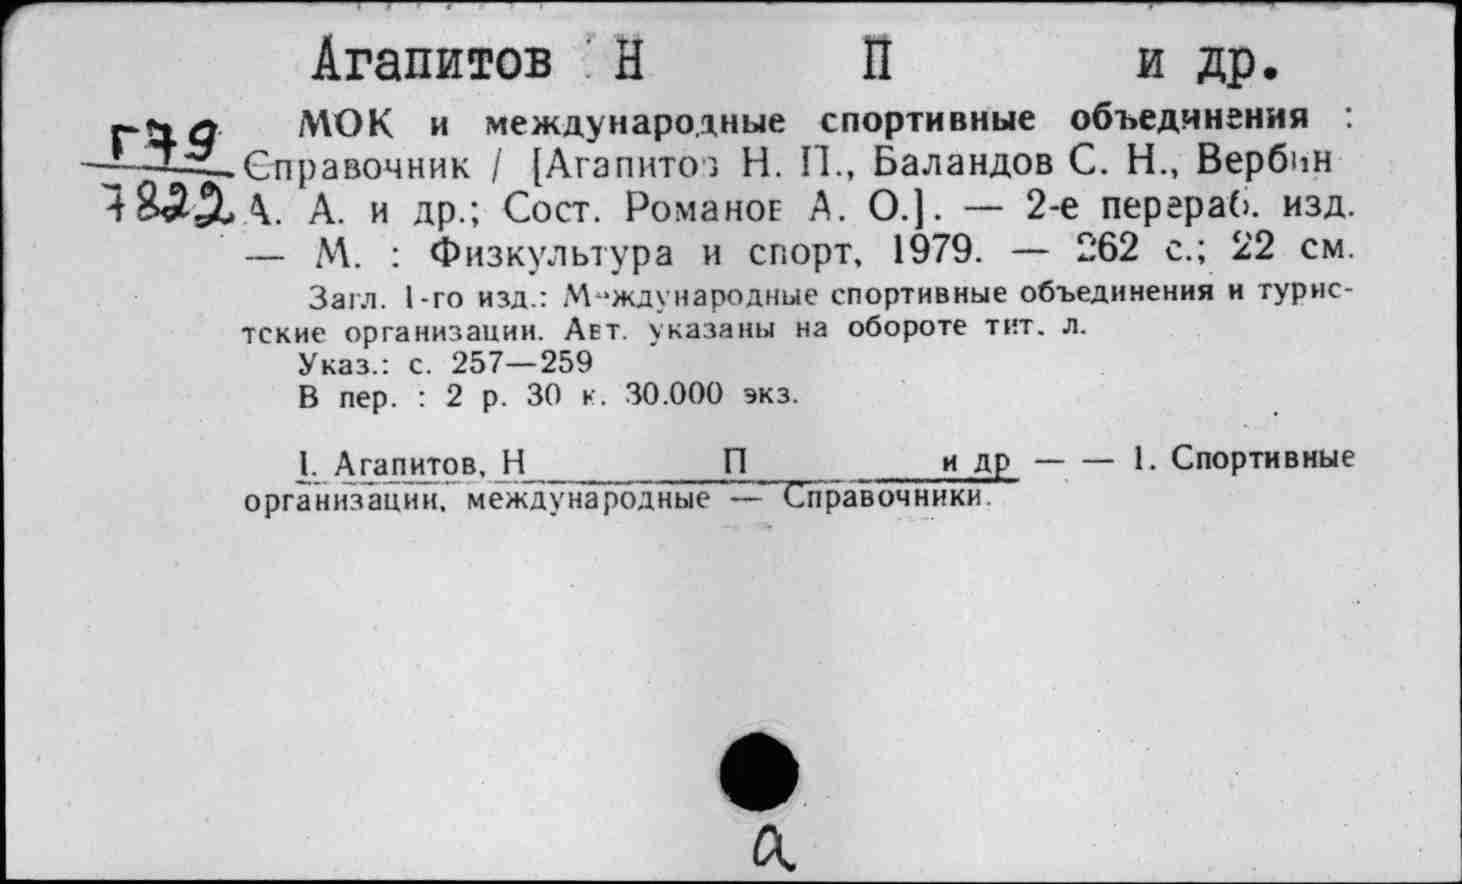 Агапитов Н П и др.
Г79 МОК и международные спортивные объединения :
Справочник / [Агапитов Н. П., Баландов С. Н., Вербин
А. А. и др.; Сост. Романов А. О.]. — 2-е перераб. изд.
— М. : Физкультура и спорт, 1979. — 262 с.; 22 см.
Загл. 1-го изд.: Международные спортивные объединения и турис-
тские организации. Авт. указаны на обороте тит. л.
Указ.: с. 257—259
В пер. : 2 р. 30 к. 30.000 экз.
I. Агапитов, Н П и др — — 1. Спортивные
организации, международные — Справочники.
а